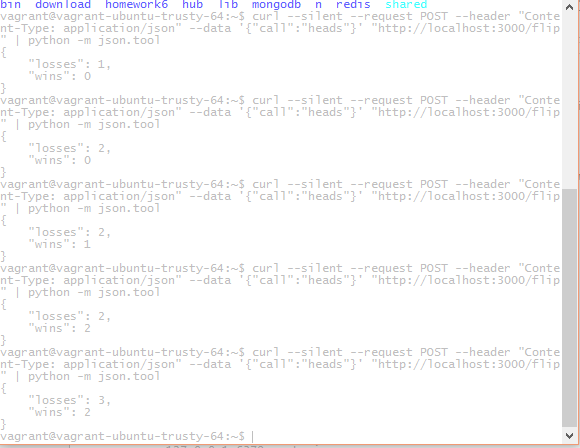 bin  download  homework6  hub  lib  mongodb  n  redis  shared
vagrant@vagrant-ubuntu-trusty-64:~$ curl --silent --request POST --header "Conte
nt-Type: application/json" --data '{"call":"heads"}' "http://localhost:3000/flip
" | python -m json.tool
{
    "losses": 1,
    "wins": 0
}
vagrant@vagrant-ubuntu-trusty-64:~$ curl --silent --request POST --header "Conte
nt-Type: application/json" --data '{"call":"heads"}' "http://localhost:3000/flip
" | python -m json.tool
{
    "losses": 2,
    "wins": 0
}
vagrant@vagrant-ubuntu-trusty-64:~$ curl --silent --request POST --header "Conte
nt-Type: application/json" --data '{"call":"heads"}' "http://localhost:3000/flip
" | python -m json.tool
{
    "losses": 2,
    "wins": 1
}
vagrant@vagrant-ubuntu-trusty-64:~$ curl --silent --request POST --header "Conte
nt-Type: application/json" --data '{"call":"heads"}' "http://localhost:3000/flip
" | python -m json.tool
{
    "losses": 2,
    "wins": 2
}
vagrant@vagrant-ubuntu-trusty-64:~$ curl --silent --request POST --header "Conte
nt-Type: application/json" --data '{"call":"heads"}' "http://localhost:3000/flip
" | python -m json.tool
{
    "losses": 3,
    "wins": 2
}
vagrant@vagrant-ubuntu-trusty-64:~$